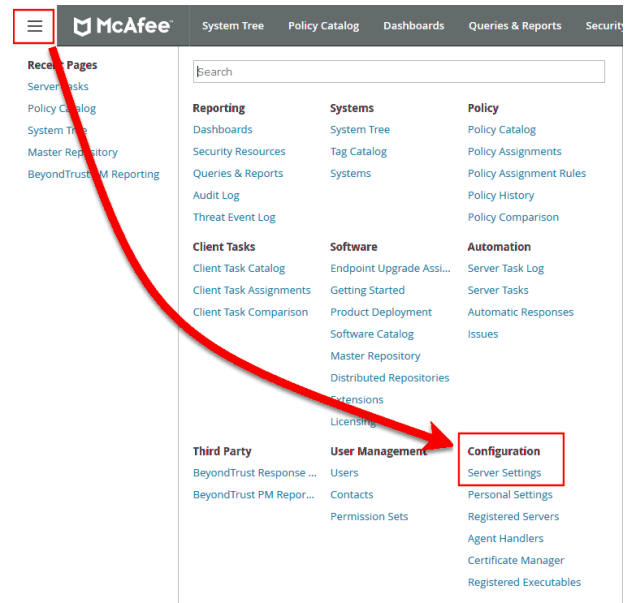 McAfee™ System Tree Policy Catalog Dashboards Queries & Reports Securit
Recent Pages
Server Tasks
Policy Catalog
System Tree
Master Repository
BeyondTrust PM Reporting
Search
Reporting Systems Policy
Dashboards System Tree Policy Catalog
Security Resources Tag Catalog Policy Assignments
Queries & Reports Systems Policy Assignment Rules
Audit Log Policy History
Threat Event Log Policy Comparison
Client Tasks Software Automation
Client Task Catalog Endpoint Upgrade Assi... Server Task Log
Client Task Assignments Getting Started Server Tasks
Client Task Comparison Product Deployment Automatic Responses
Software Catalog Issues
Master Repository
Distributed Repositories
Extensions
Licensing
Third Party User Management Configuration
BeyondTrust Response ... Users Server Settings
BeyondTrust PM Repor... Contacts Personal Settings
Permission Sets Registered Servers
Agent Handlers
Certificate Manager
Registered Executables